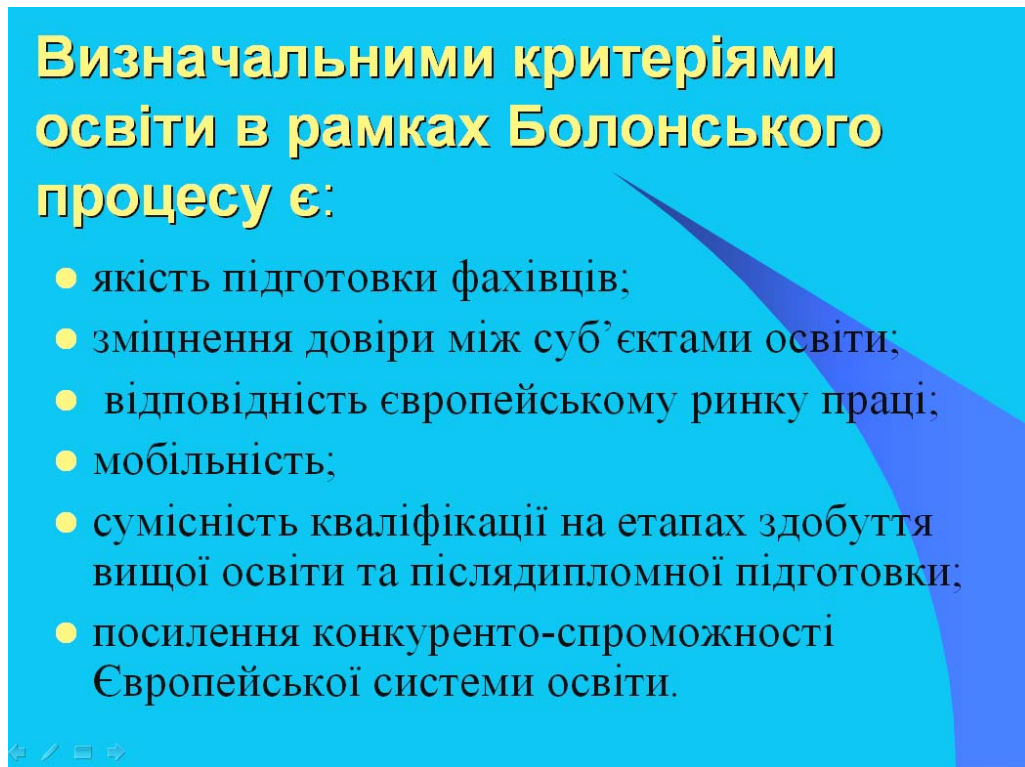 Визначальними критеріями
освіти в рамках Болонського
процесу є:
якість підготовки фахівців;
зміцнення довіри між суб’єктами освіти;
відповідність європейському ринку праці;
мобільність;
сумісність кваліфікації на етапах здобуття
вищої освіти та післядипломної підготовки;
посилення конкуренто-спроможності
Європейської системи освіти.